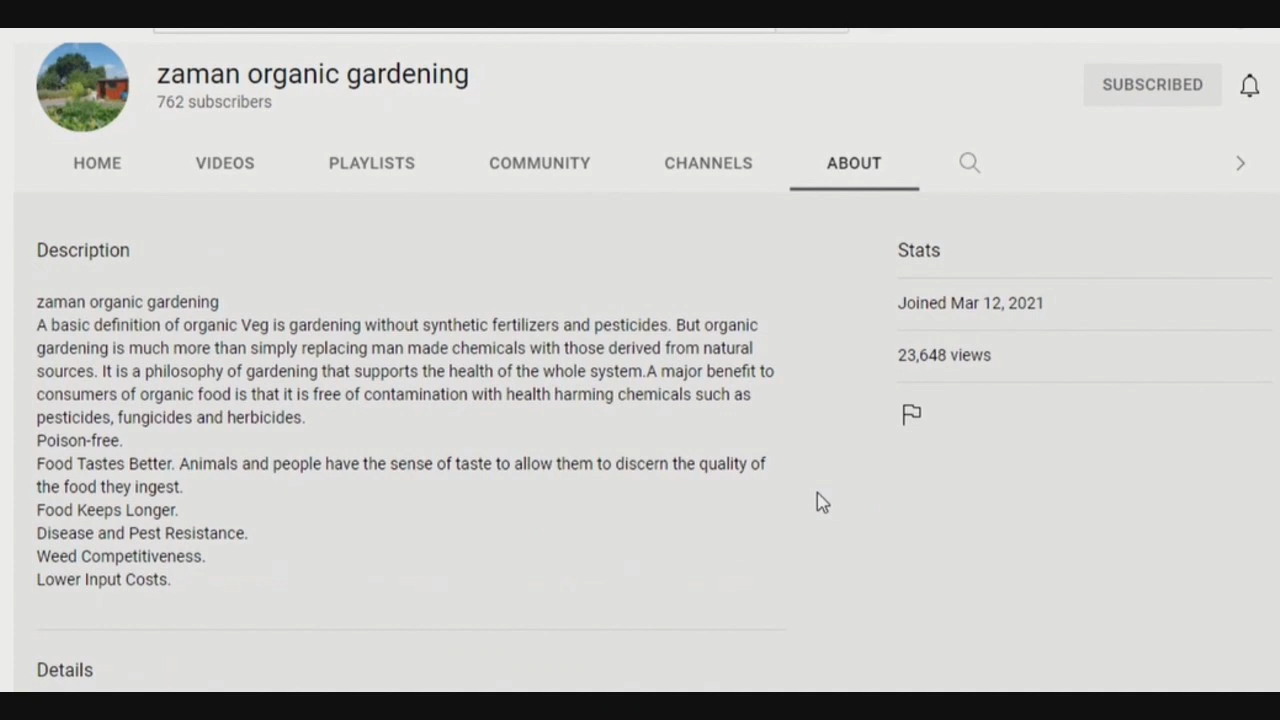 zaman organic gardening
762 subscribers
SUBSCRIBED
HOME VIDEOS PLAYLISTS COMMUNITY CHANNELS ABOUT
Description
zaman organic gardening
A basic definition of organic Veg is gardening without synthetic fertilizers and pesticides. But organic
gardening is much more than simply replacing man made chemicals with those derived from natural
sources. It is a philosophy of gardening that supports the health of the whole system.A major benefit to
consumers of organic food is that it is free of contamination with health harming chemicals such as
pesticides, fungicides and herbicides.
Poison-free.
Food Tastes Better. Animals and people have the sense of taste to allow them to discern the quality of
the food they ingest.
Food Keeps Longer.
Disease and Pest Resistance.
Weed Competitiveness.
Lower Input Costs.
Details
Stats
Joined Mar 12, 2021
23,648 views